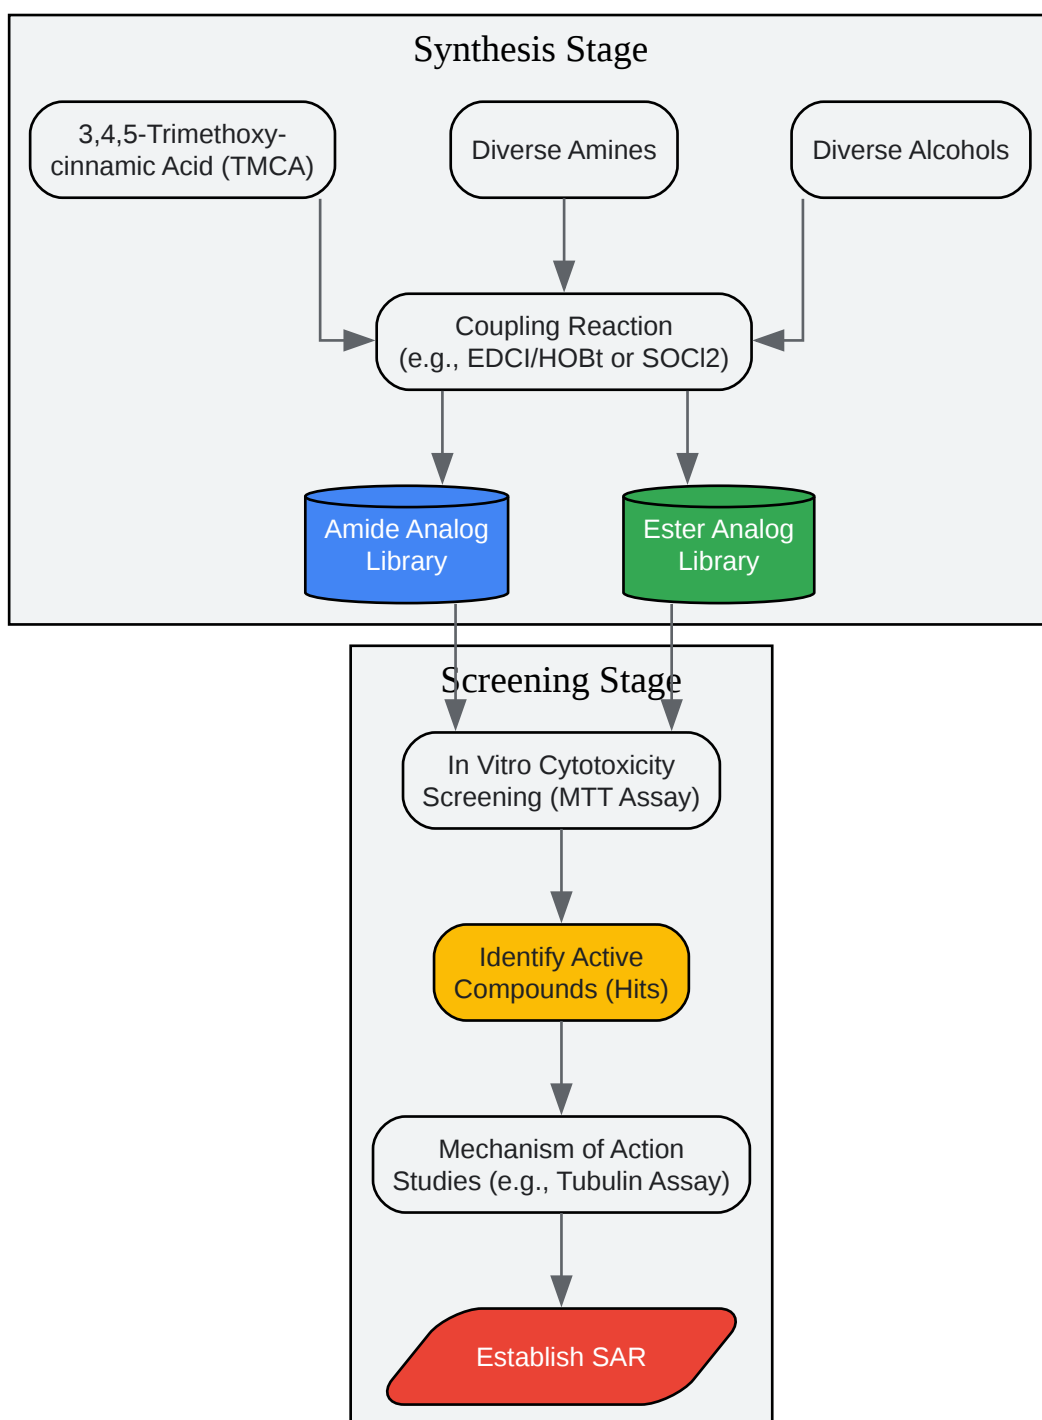 Synthesis Stage
3,4,5-Trimethoxy-
cinnamic Acid (TMCA)
Diverse Amines
Diverse Alcohols
Coupling Reaction
(e.g., EDCI/HOBt or SOCl2)
Amide Analog
Library
Ester Analog
Library
Screening Stage
In Vitro Cytotoxicity
Screening (MTT Assay)
Identify Active
Compounds (Hits)
Mechanism of Action
Studies (e.g., Tubulin Assay)
Establish SAR